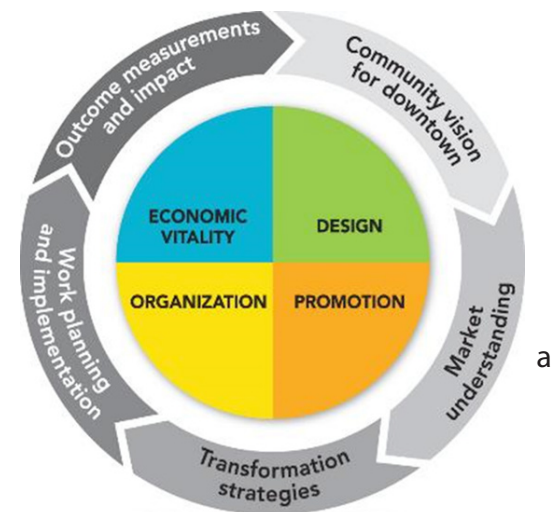 Outcome measurements
and impact
Community vision
for downtown
ECONOMIC
VITALITY
DESIGN
ORGANIZATION
PROMOTION
Work planning
and implementation
Market
understanding
a
Transformation
strategies